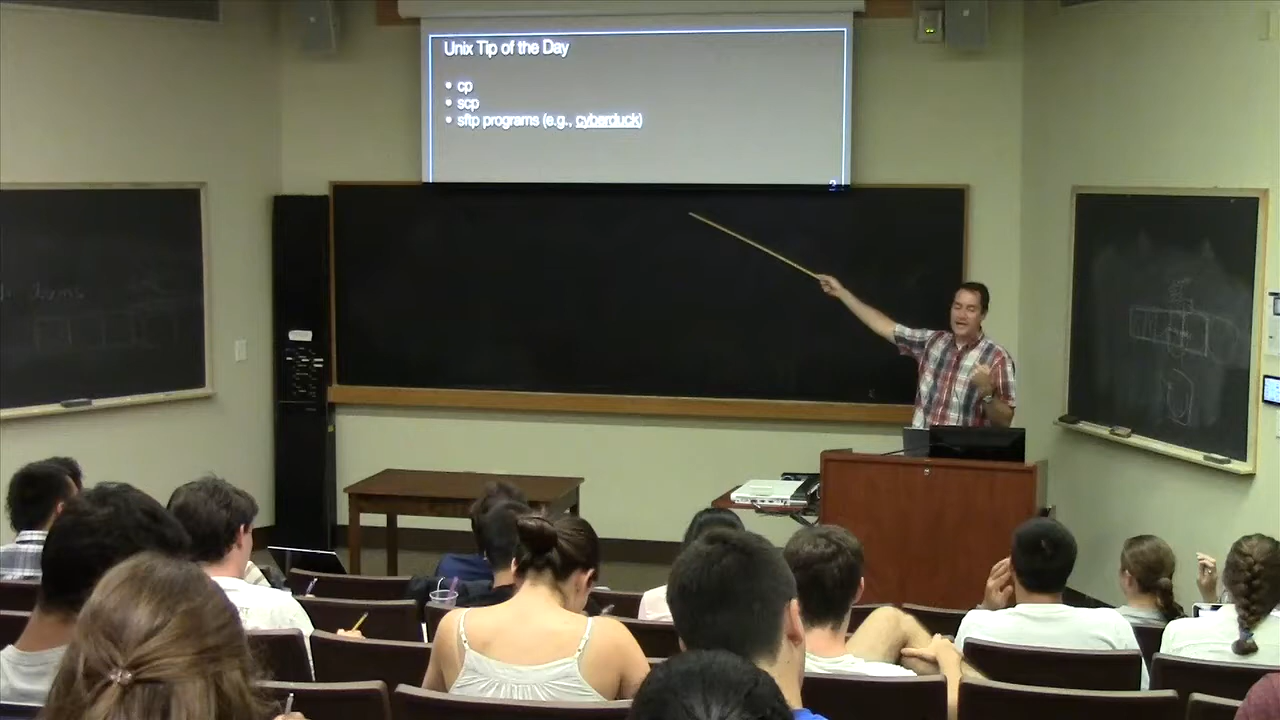 Unix Tip of the Day
• cp
• scp
• sftp programs (e.g., cyberduck)